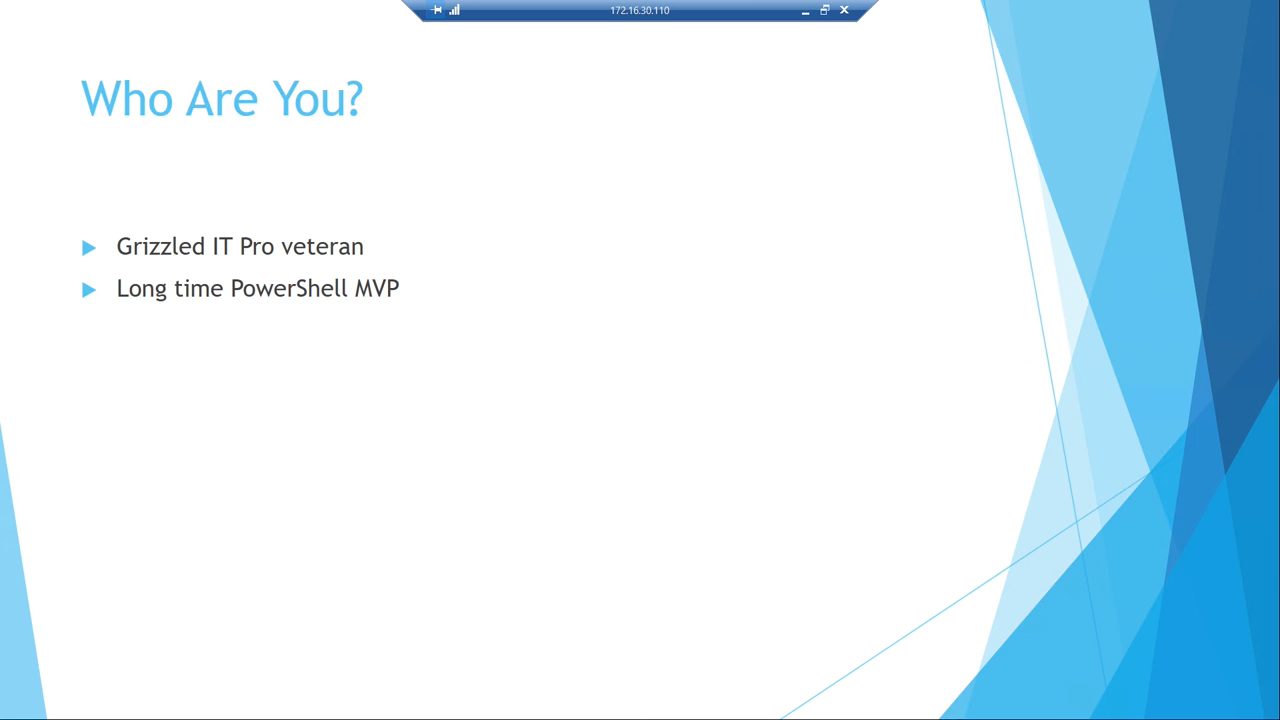 172.16.30.110
Who Are You?
Grizzled IT Pro veteran
Long time PowerShell MVP